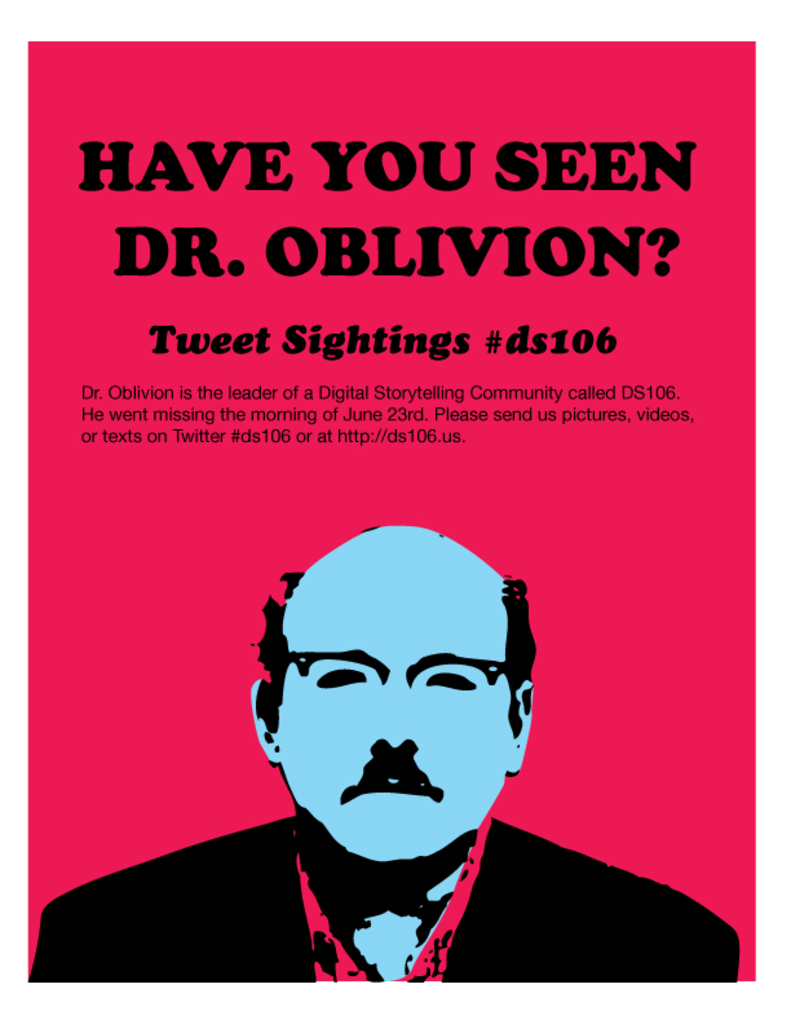 HAVE YOU SEEN
DR. OBLIVION?
Tweet Sightings #ds106
Dr. Oblivion is the leader of a Digital Storytelling Community called DS106.
He went missing the morning of June 23rd. Please send us pictures, videos,
or texts on Twitter #ds106 or at http://ds106.us.